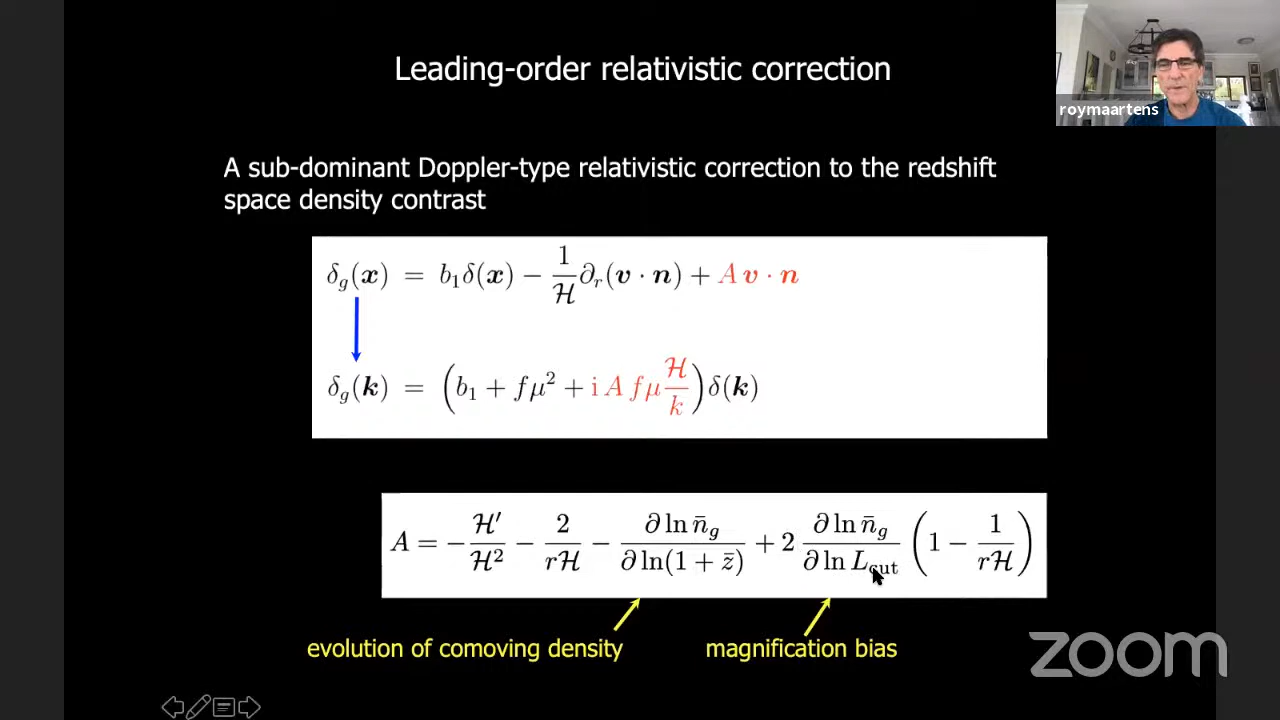 Leading-order relativistic correction
roymaartens
A sub-dominant Doppler-type relativistic correction to the redshift
space density contrast
δ_g(𝒙) = b₁δ(𝒙) − 1/ℋ ∂ᵣ(𝒗 · 𝒏) + A 𝒗 · 𝒏
δ_g(𝒌) = (b₁ + fμ² + i A fμ ℋ/k) δ(𝒌)
A = − ℋ′/ℋ² − 2/(rℋ) − ∂ ln n̄_g/∂ ln(1 + z̄) + 2 ∂ ln n̄_g/∂ ln L_cut (1 − 1/(rℋ))
evolution of comoving density
magnification bias
zoom